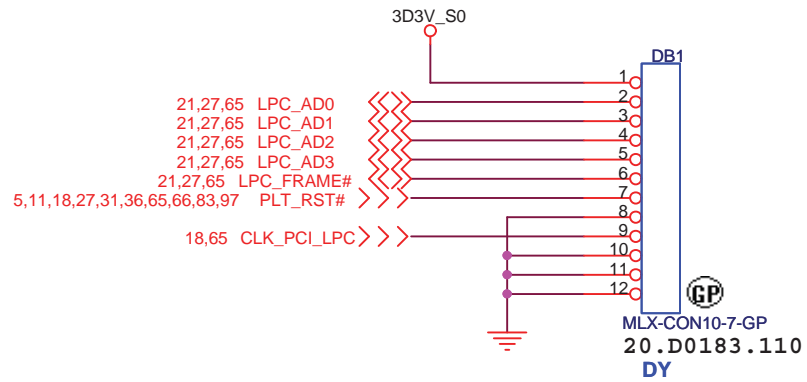 3D3V_S0
DB1
1
21,27,65 LPC_AD0 2
21,27,65 LPC_AD1 3
21,27,65 LPC_AD2 4
21,27,65 LPC_AD3 5
21,27,65 LPC_FRAME# 6
5,11,18,27,31,36,65,66,83,97 PLT_RST# 7
8
18,65 CLK_PCI_LPC 9
10
11
12
GP
MLX-CON10-7-GP
20.D0183.110
DY